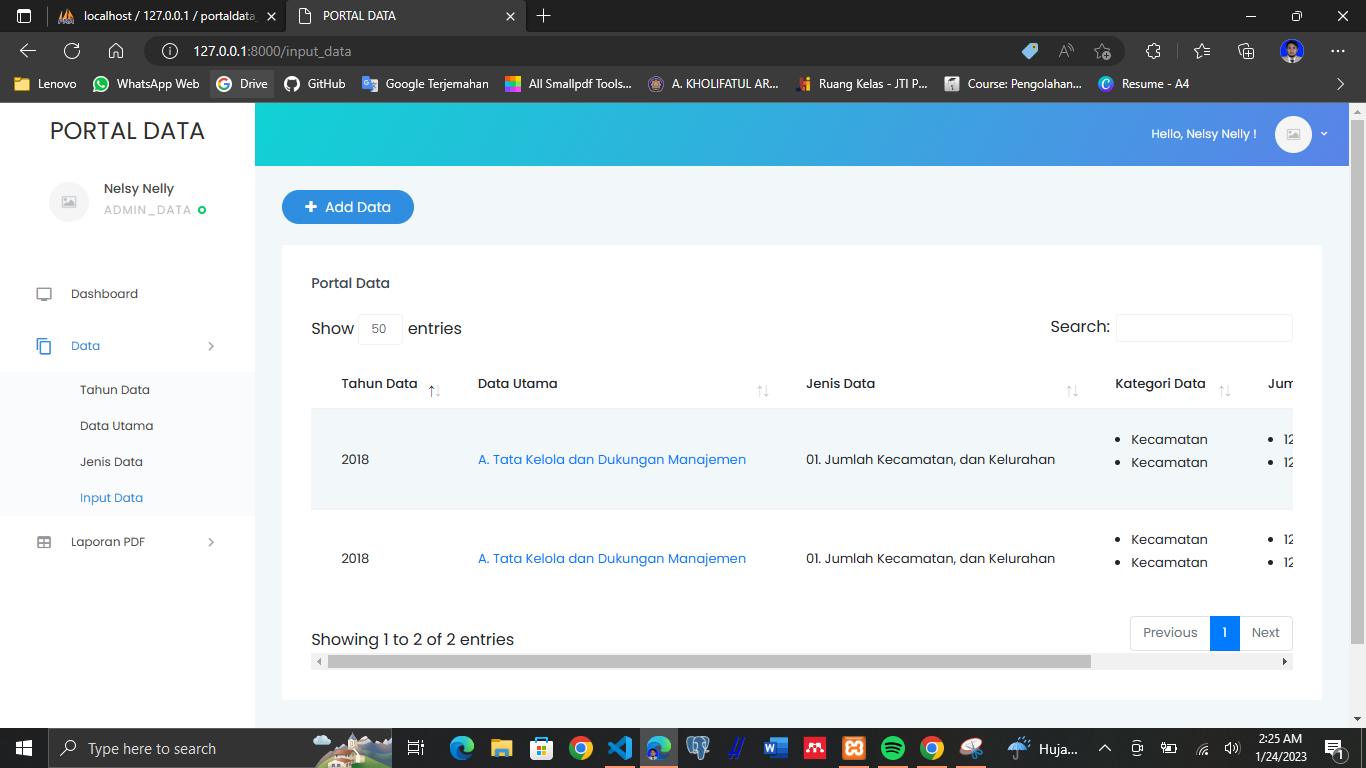 localhost / 127.0.0.1 / portaldata_
PORTAL DATA
127.0.0.1:8000/input_data
Lenovo
WhatsApp Web
Drive
GitHub
Google Terjemahan
All Smallpdf Tools...
A. KHOLIFATUL AR...
Ruang Kelas - JTI P...
Course: Pengolahan...
Resume - A4
PORTAL DATA
Hello, Nelsy Nelly !
Nelsy Nelly
ADMIN_DATA
Dashboard
Data
Tahun Data
Data Utama
Jenis Data
Input Data
Laporan PDF
+ Add Data
Portal Data
Show 50 entries
Search:
Tahun Data Data Utama Jenis Data Kategori Data Jum
2018 A. Tata Kelola dan Dukungan Manajemen 01. Jumlah Kecamatan, dan Kelurahan
• Kecamatan • 12
• Kecamatan • 12
2018 A. Tata Kelola dan Dukungan Manajemen 01. Jumlah Kecamatan, dan Kelurahan
• Kecamatan • 12
• Kecamatan • 12
Showing 1 to 2 of 2 entries
Previous 1 Next
Type here to search
Huja...
2:25 AM
1/24/2023
1